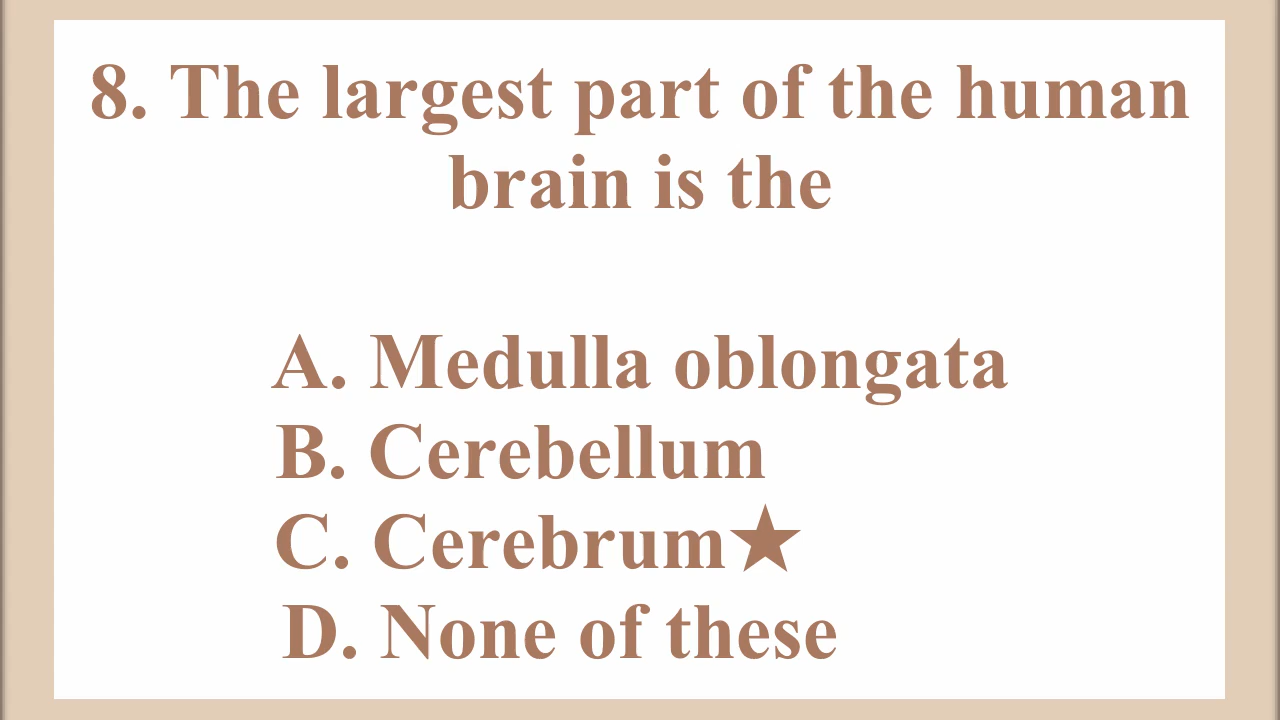 8. The largest part of the human
brain is the
A. Medulla oblongata
B. Cerebellum
C. Cerebrum★
D. None of these